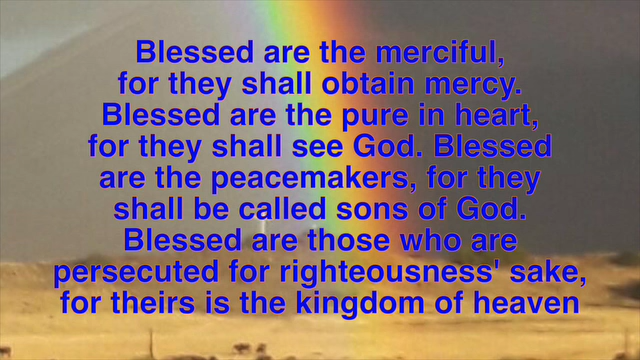 Blessed are the merciful,
for they shall obtain mercy.
Blessed are the pure in heart,
for they shall see God. Blessed
are the peacemakers, for they
shall be called sons of God.
Blessed are those who are
persecuted for righteousness' sake,
for theirs is the kingdom of heaven